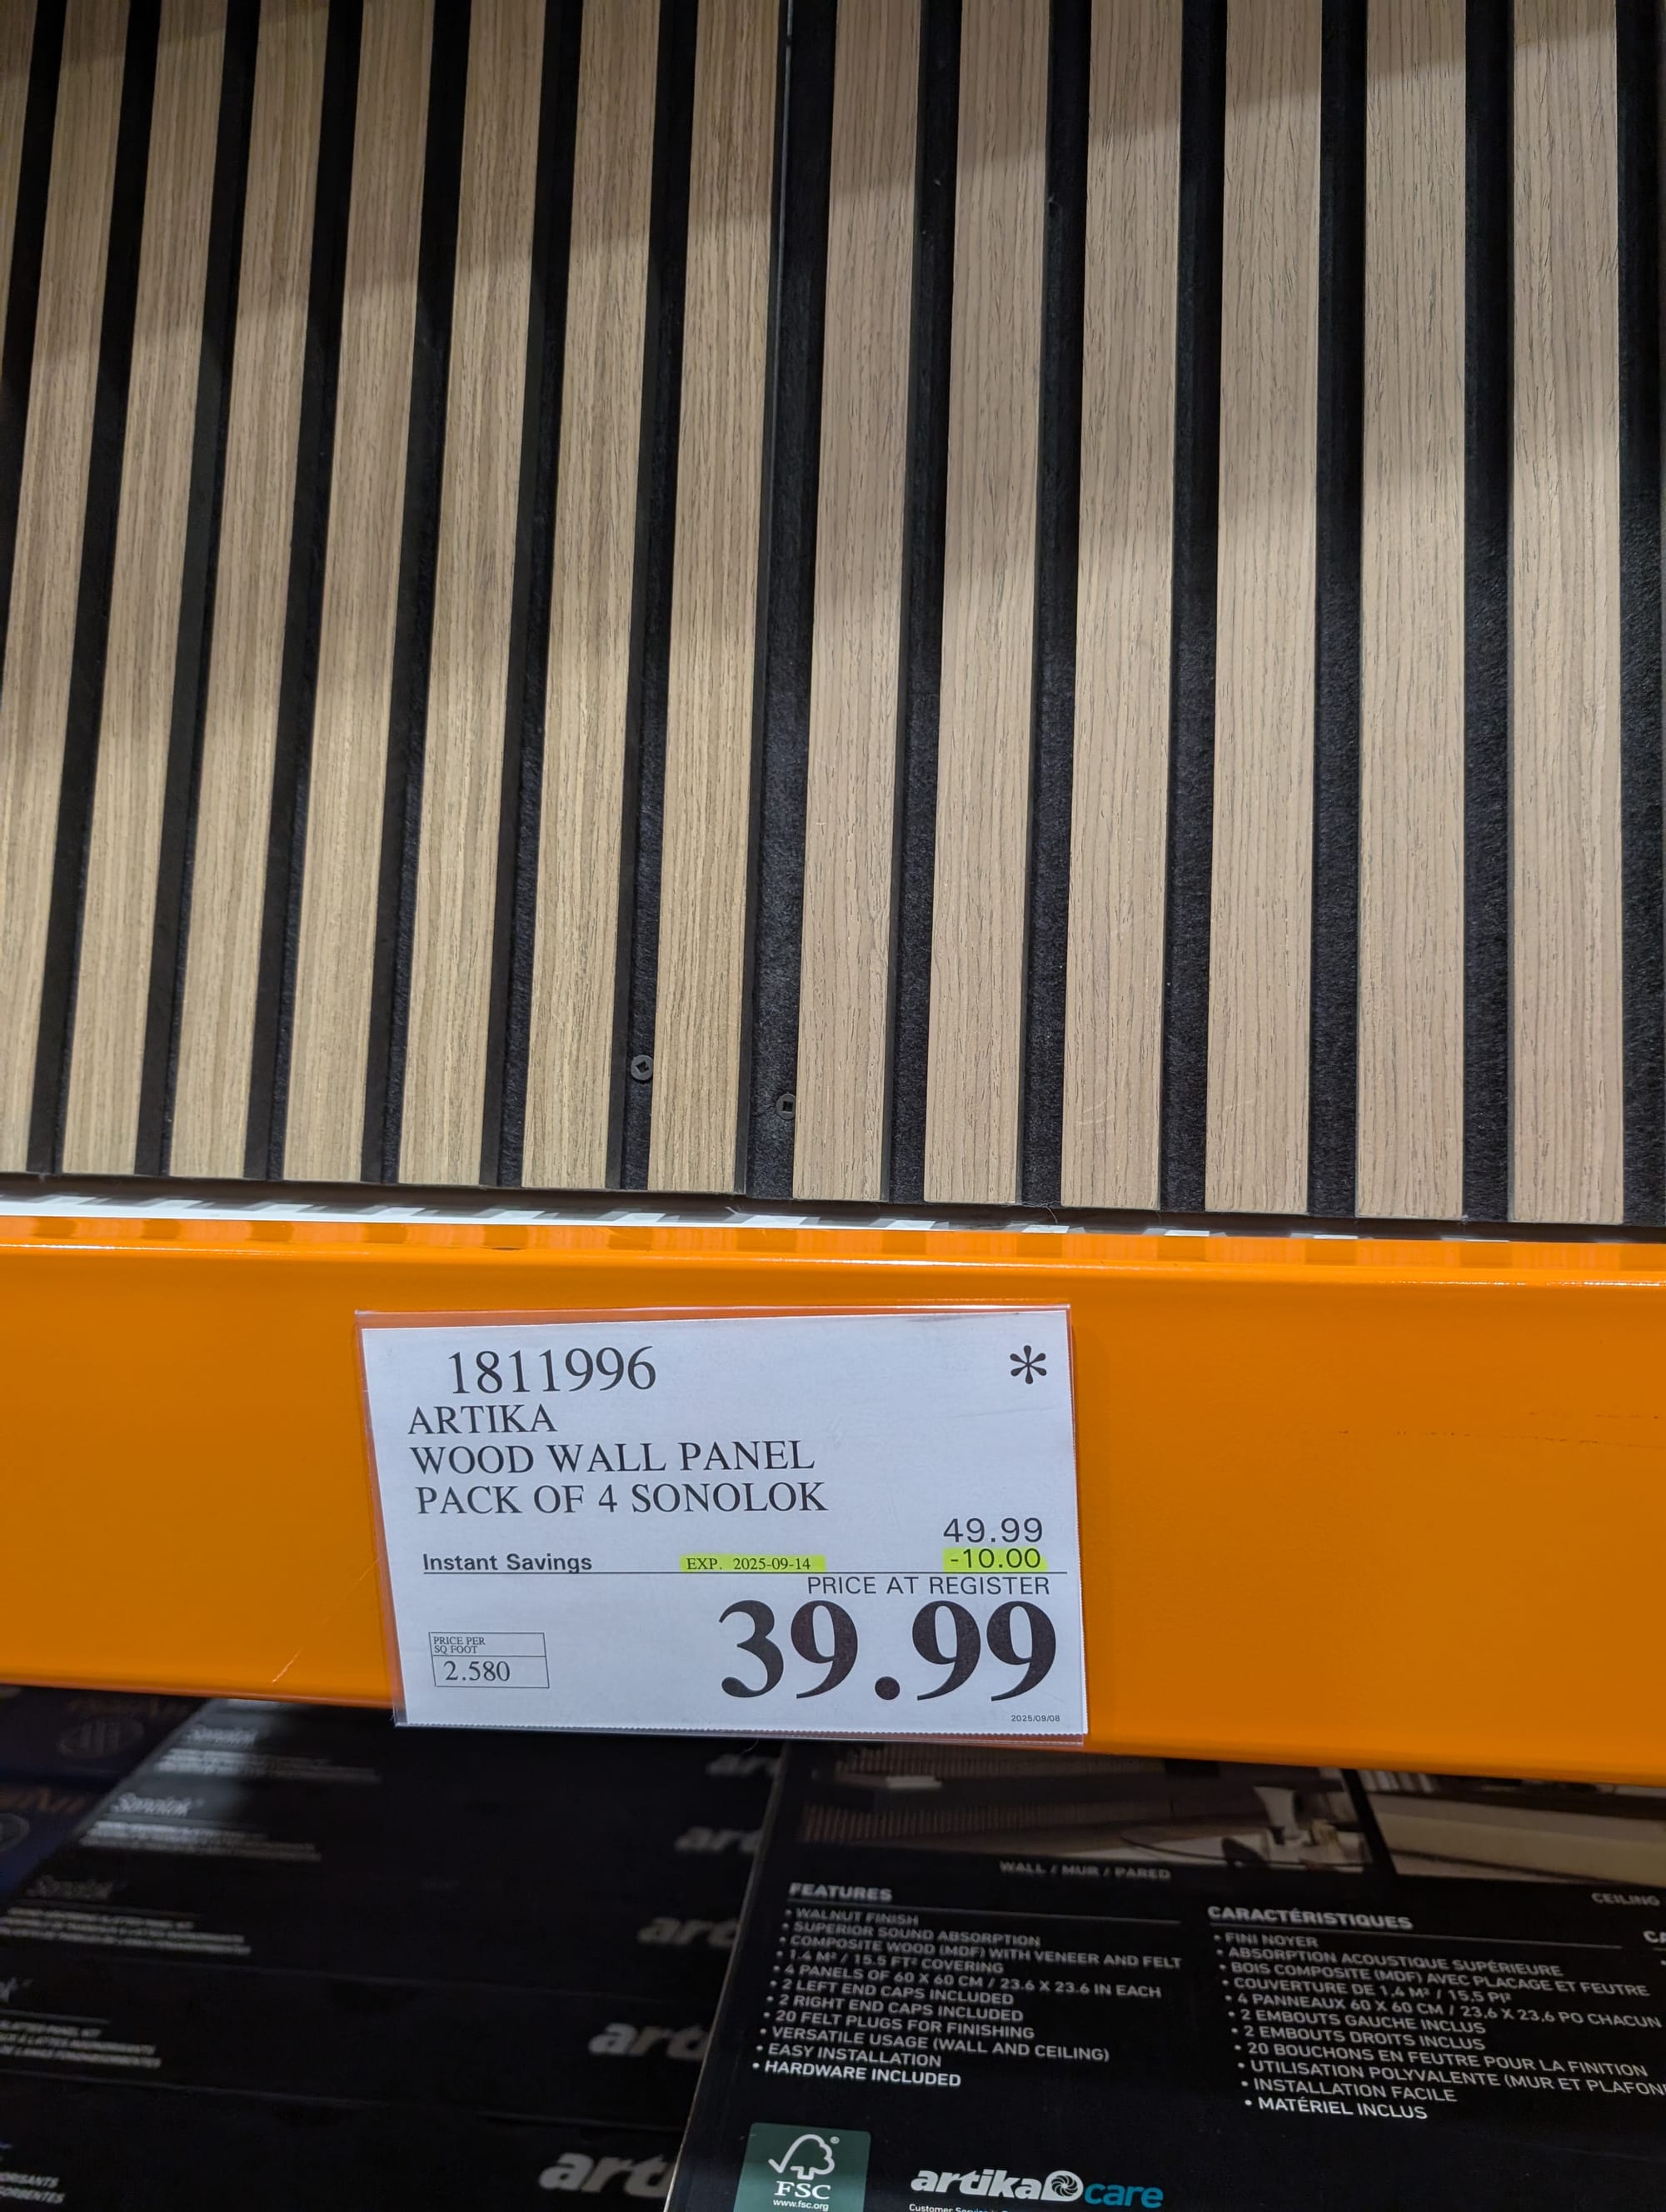 1811996
*
ARTIKA
WOOD WALL PANEL
PACK OF 4 SONOLOK
49.99
Instant Savings EXP. 2025-09-14 -10.00
PRICE AT REGISTER
39.99
PRICE PER
SQ FOOT
2.580
2025/09/08
Sonolok
Sonolok
Sonolok
WALL / MUR / PARED
CEILING
FEATURES
• WALNUT FINISH
• SUPERIOR SOUND ABSORPTION
• COMPOSITE WOOD (MDF) WITH VENEER AND FELT
• 1.4 M² / 15.5 FT² COVERING
• 4 PANELS OF 60 X 60 CM / 23.6 X 23.6 IN EACH
• 2 LEFT END CAPS INCLUDED
• 2 RIGHT END CAPS INCLUDED
• 20 FELT PLUGS FOR FINISHING
• VERSATILE USAGE (WALL AND CEILING)
• EASY INSTALLATION
• HARDWARE INCLUDED
CARACTÉRISTIQUES
• FINI NOYER
• ABSORPTION ACOUSTIQUE SUPÉRIEURE
• BOIS COMPOSITE (MDF) AVEC PLACAGE ET FEUTRE
• COUVERTURE DE 1,4 M² / 15,5 PI²
• 4 PANNEAUX 60 X 60 CM / 23,6 X 23,6 PO CHACUN
• 2 EMBOUTS GAUCHE INCLUS
• 2 EMBOUTS DROITS INCLUS
• 20 BOUCHONS EN FEUTRE POUR LA FINITION
• UTILISATION POLYVALENTE (MUR ET PLAFON
• INSTALLATION FACILE
• MATÉRIEL INCLUS
FSC
www.fsc.org
artika care